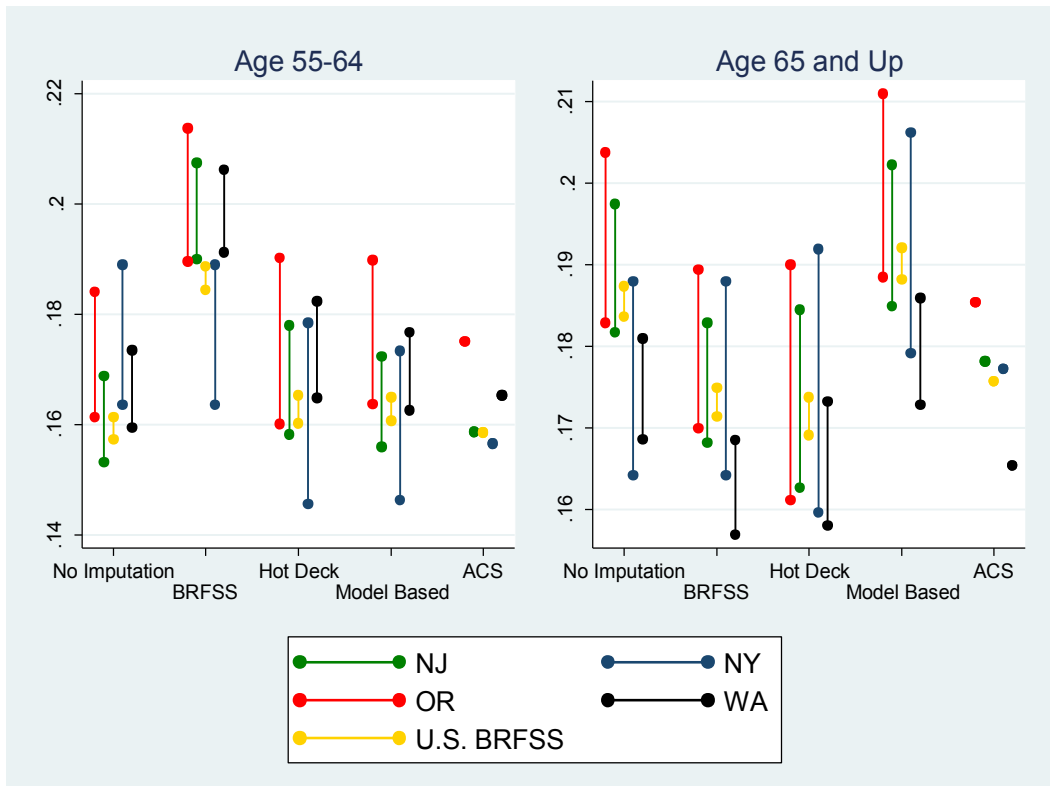 Age 55-64
.22
.2
.18
.16
.14
No Imputation
BRFSS
Hot Deck
Model Based
ACS
Age 65 and Up
.21
.2
.19
.18
.17
.16
No Imputation
BRFSS
Hot Deck
Model Based
ACS
NJ
NY
OR
WA
U.S. BRFSS